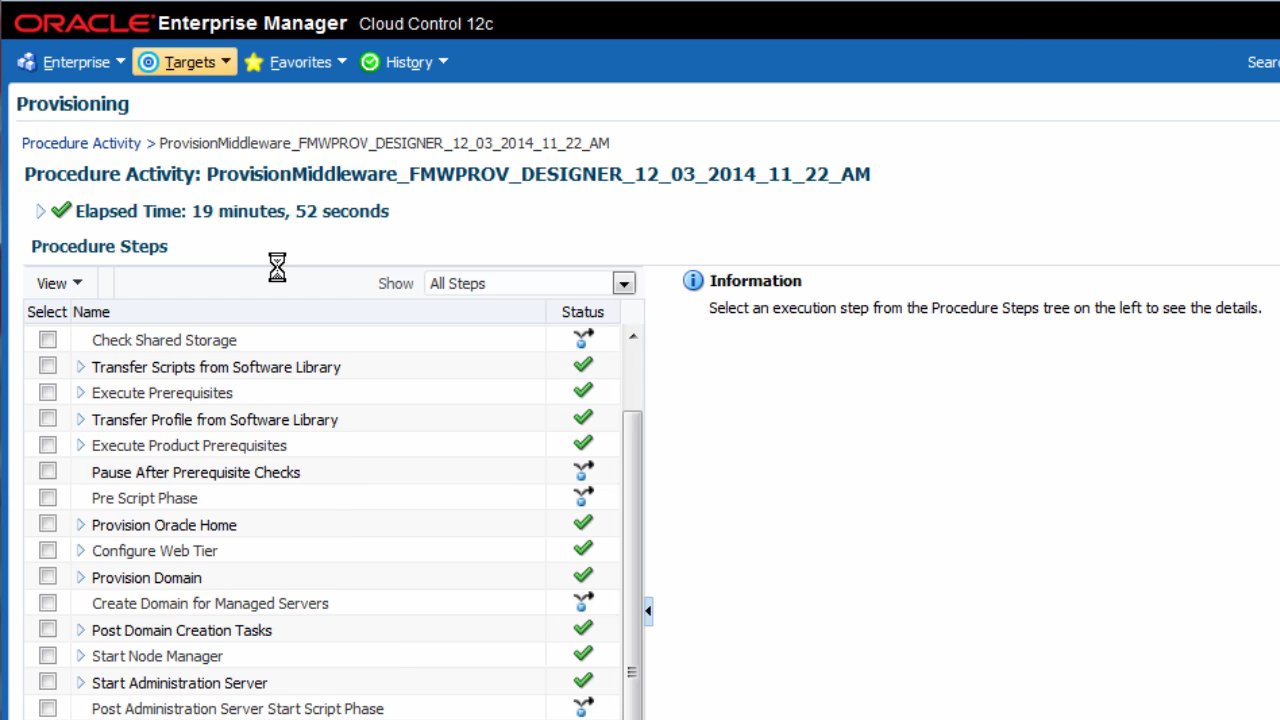 ORACLE Enterprise Manager Cloud Control 12c
Enterprise Targets Favorites History Sear
Provisioning
Procedure Activity > ProvisionMiddleware_FMWPROV_DESIGNER_12_03_2014_11_22_AM
Procedure Activity: ProvisionMiddleware_FMWPROV_DESIGNER_12_03_2014_11_22_AM
Elapsed Time: 19 minutes, 52 seconds
Procedure Steps
View Show All Steps
Select Name Status
Check Shared Storage
Transfer Scripts from Software Library
Execute Prerequisites
Transfer Profile from Software Library
Execute Product Prerequisites
Pause After Prerequisite Checks
Pre Script Phase
Provision Oracle Home
Configure Web Tier
Provision Domain
Create Domain for Managed Servers
Post Domain Creation Tasks
Start Node Manager
Start Administration Server
Post Administration Server Start Script Phase
Information
Select an execution step from the Procedure Steps tree on the left to see the details.